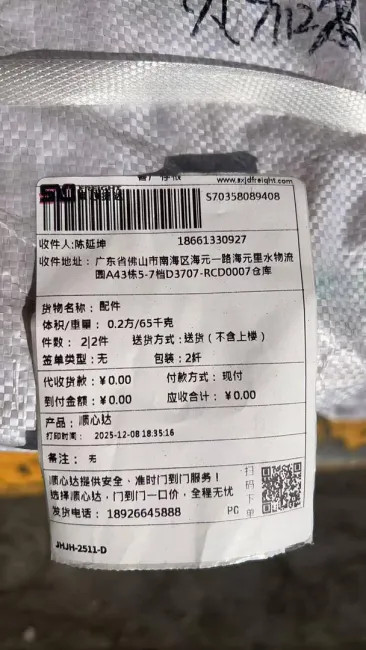 www.sxjdfreight.com
S70358089408
收件人:陈延坤 18661330927
收件地址: 广东省佛山市南海区海元一路海元里水物流
园A43栋5-7档D3707-RCD0007仓库
货物名称: 配件
体积/重量: 0.2方/65千克
件数: 2|2件 送货方式:送货(不含上楼)
签单类型:无 包装:2纤
代收货款:¥0.00 付款方式:现付
到付金额:¥0.00 应收合计:¥0.00
产品: 顺心达
打印时间: 2025-12-08 18:35:16
备注: 无
顺心达提供安全、准时门到门服务!
选择顺心达,门到门一口价,全程无忧
发货电话: 18926645888 PC
扫码下单
JHJH-2511-D